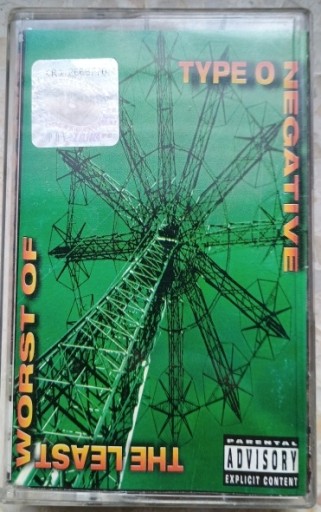 TYPE O
NEGATIVE
THE LEAST
WORST OF
PARENTAL
ADVISORY
EXPLICIT CONTENT